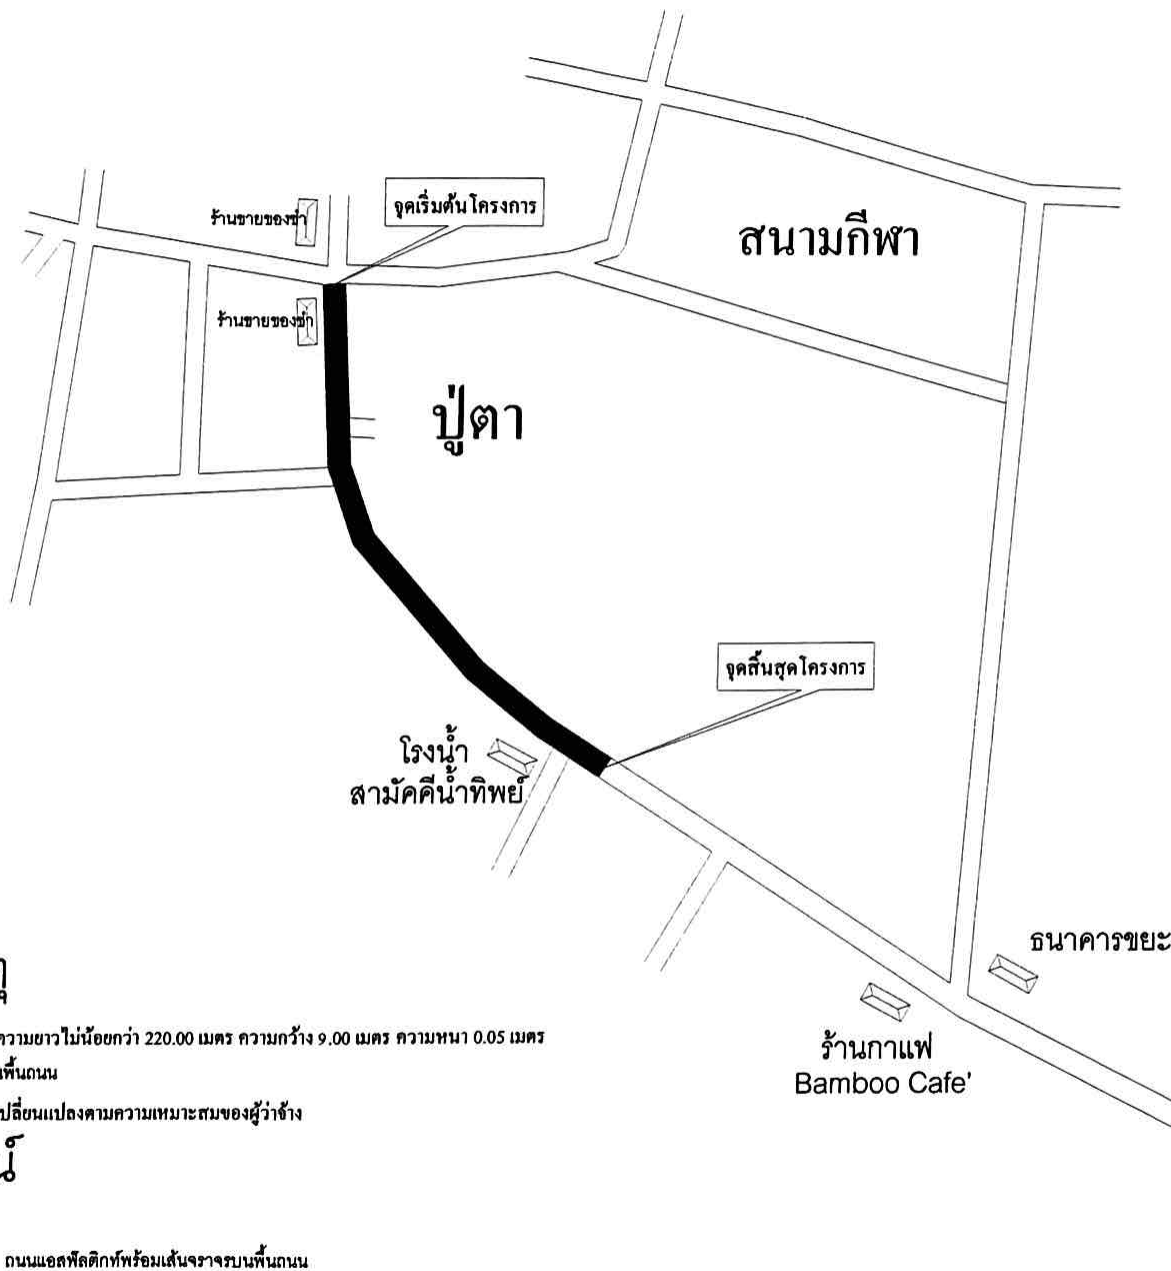 ร้านขายของชำ
จุดเริ่มต้นโครงการ
สนามกีฬา
ร้านขายของชำ
ปู่ตา
จุดสิ้นสุดโครงการ
โรงน้ำ
สามัคคีน้ำทิพย์
ธนาคารขยะ
ร้านกาแฟ
Bamboo Cafe'
ความยาวไม่น้อยกว่า 220.00 เมตร ความกว้าง 9.00 เมตร ความหนา 0.05 เมตร
พื้นถนน
เปลี่ยนแปลงตามความเหมาะสมของผู้ว่าจ้าง
ถนนแอสฟัลติกท์พร้อมเส้นจราจรบนพื้นถนน